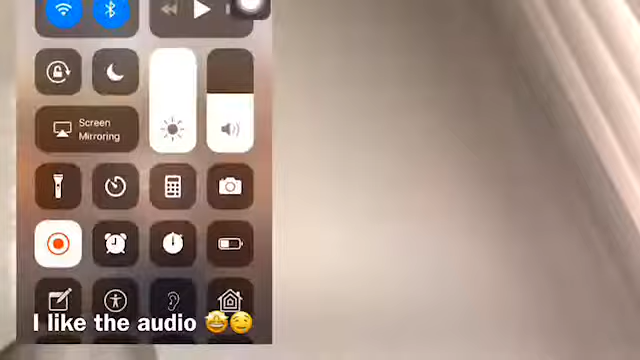 Screen
Mirroring
I like the audio 🤩🤤